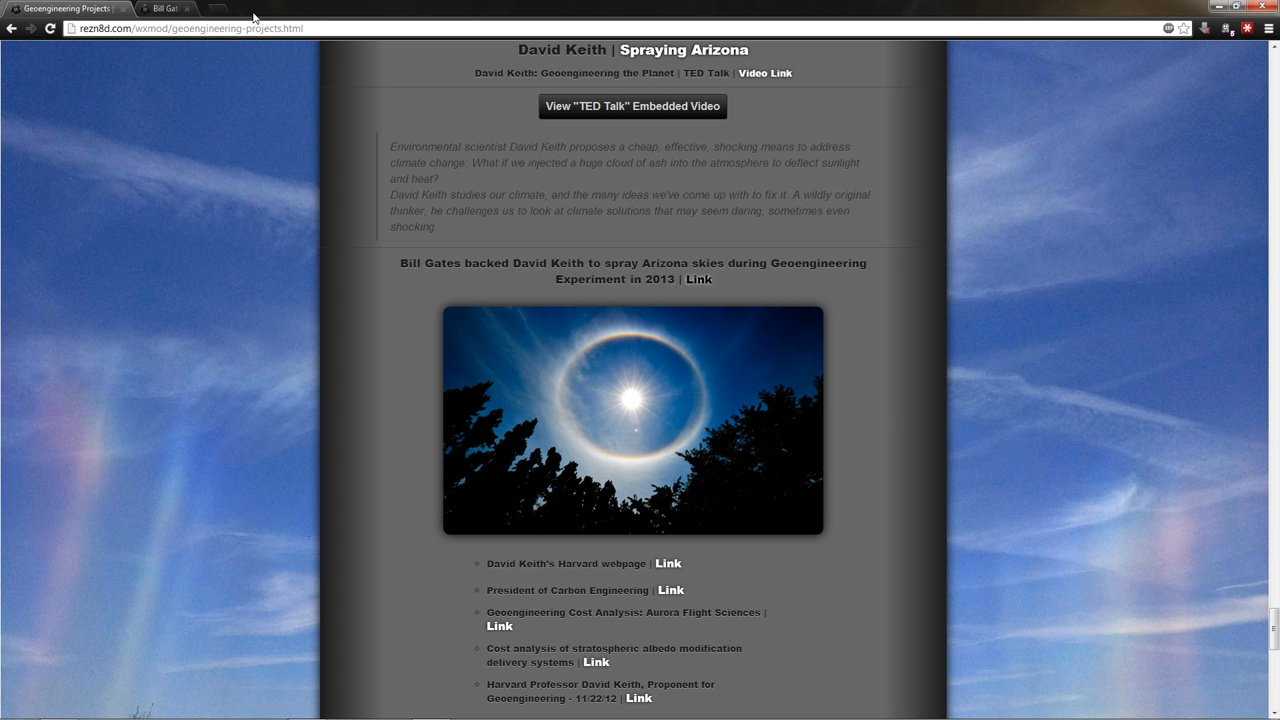 Geoengineering Projects |
Bill Gat
rezn8d.com/wxmod/geoengineering-projects.html
David Keith | Spraying Arizona
David Keith: Geoengineering the Planet | TED Talk | Video Link
View "TED Talk" Embedded Video
Environmental scientist David Keith proposes a cheap, effective, shocking means to address
climate change: What if we injected a huge cloud of ash into the atmosphere to deflect sunlight
and heat?
David Keith studies our climate, and the many ideas we've come up with to fix it. A wildly original
thinker, he challenges us to look at climate solutions that may seem daring, sometimes even
shocking.
Bill Gates backed David Keith to spray Arizona skies during Geoengineering
Experiment in 2013 | Link
David Keith's Harvard webpage | Link
President of Carbon Engineering | Link
Geoengineering Cost Analysis: Aurora Flight Sciences |
Link
Cost analysis of stratospheric albedo modification
delivery systems | Link
Harvard Professor David Keith, Proponent for
Geoengineering - 11/22/12 | Link